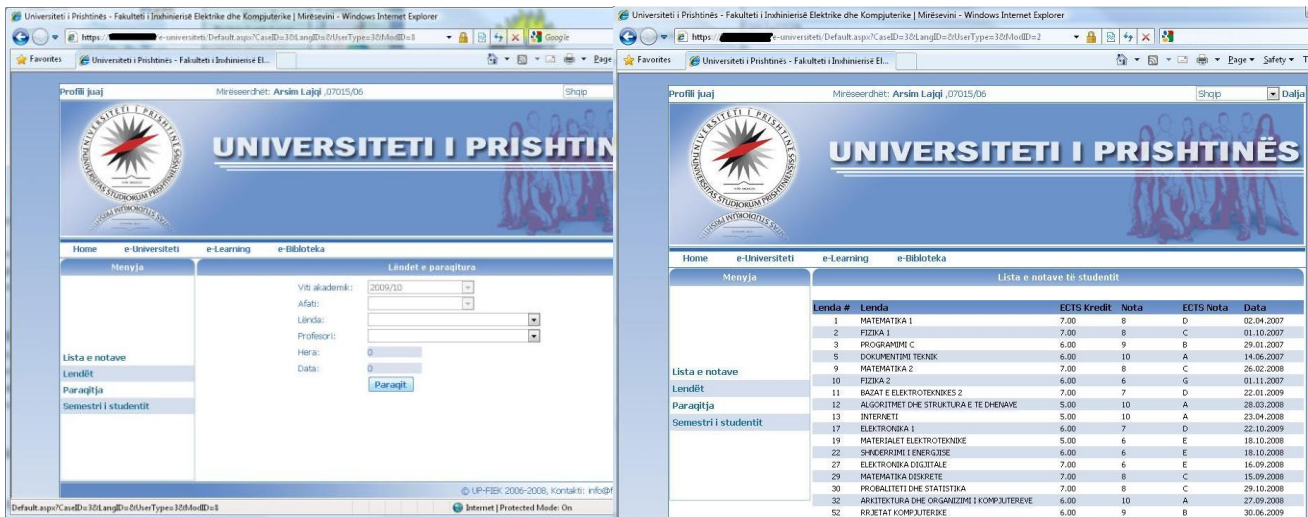 Universiteti i Prishtinës - Fakulteti i Inxhinierisë Elektrike dhe Kompjuterike | Mirësevini - Windows Internet Explorer
https:
e-universiteti/Default.aspx?CaseID=3&LangID=&UserType=3&ModID=8
Google
Favorites
Universiteti i Prishtinës - Fakulteti i Inxhinierisë El...
Page
Profili juaj
Mirëseerdhët: Arsim Lajqi ,07015/06
Shqip
UNIVERSITETI I PRISHTIN
Home e-Universiteti e-Learning e-Biblioteka
Menyja
Lëndet e paraqitura
Viti akademik: 2009/10
Afati:
Lënda:
Profesori:
Hera: 0
Data: 0
Paraqit
Lista e notave
Lendët
Paraqitja
Semestri i studentit
© UP-FIEK 2006-2008, Kontakti: info@f
Default.aspx?CaseID=3&LangID=&UserType=3&ModID=8
Internet | Protected Mode: On
Universiteti i Prishtinës - Fakulteti i Inxhinierisë Elektrike dhe Kompjuterike | Mirësevini - Windows Internet Explorer
https:
e-universiteti/Default.aspx?CaseID=3&LangID=&UserType=3&ModID=2
Favorites
Universiteti i Prishtinës - Fakulteti i Inxhinierisë El...
Page Safety T
Profili juaj
Mirëseerdhët: Arsim Lajqi ,07015/06
Shqip
Dalja
UNIVERSITETI I PRISHTINËS
Home e-Universiteti e-Learning e-Biblioteka
Menyja
Lista e notave
Lendët
Paraqitja
Semestri i studentit
Lista e notave të studentit
Lenda # Lenda ECTS Kredit Nota ECTS Nota Data
1 MATEMATIKA 1 7.00 8 D 02.04.2007
2 FIZIKA 1 7.00 8 C 01.10.2007
3 PROGRAMIMI C 6.00 9 B 29.01.2007
5 DOKUMENTIMI TEKNIK 6.00 10 A 14.06.2007
9 MATEMATIKA 2 7.00 8 C 26.02.2008
10 FIZIKA 2 6.00 6 G 01.11.2007
11 BAZAT E ELEKTROTEKNIKES 2 7.00 7 D 22.01.2009
12 ALGORITMET DHE STRUKTURA E TE DHENAVE 5.00 10 A 28.03.2008
13 INTERNETI 5.00 10 A 23.04.2008
17 ELEKTRONIKA 1 6.00 7 D 22.10.2009
19 MATERIALET ELEKTROTEKNIKE 5.00 6 E 18.10.2008
22 SHNDERRIMI I ENERGJISE 6.00 6 E 18.10.2008
27 ELEKTRONIKA DIGJITALE 7.00 6 E 16.09.2008
29 MATEMATIKA DISKRETE 7.00 8 C 15.09.2008
30 PROBALITETI DHE STATISTIKA 7.00 8 C 29.10.2008
32 ARKITEKTURA DHE ORGANIZIMI I KOMPJUTEREVE 6.00 10 A 27.09.2008
52 RRJETAT KOMPJUTERIKE 6.00 9 B 30.06.2009